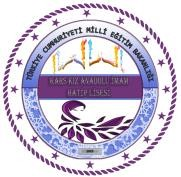 TÜRKİYE CUMHURİYETİ MİLLİ EĞİTİM BAKANLIĞI
KARS KIZ ANADOLU İMAM
HATİP LİSESİ